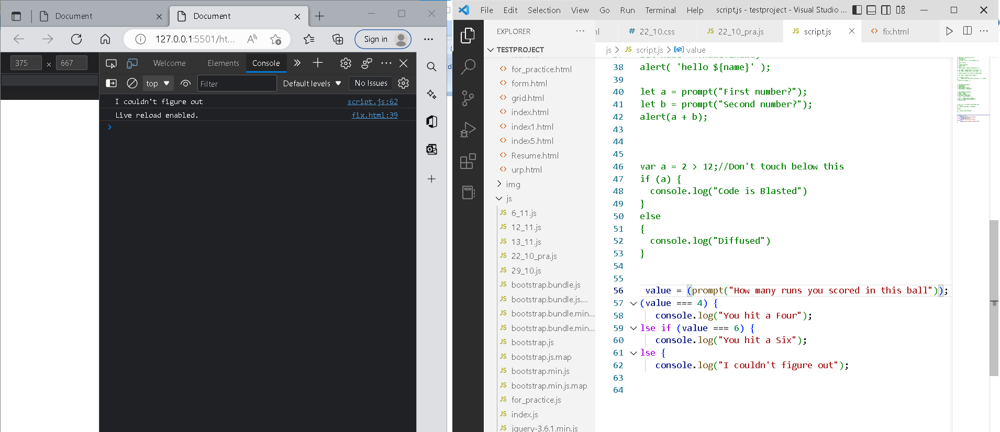 Document
Document
127.0.0.1:5501/ht...
Sign in
375 × 667
Welcome
Elements
Console
top
Filter
Default levels
No Issues
I couldn't figure out
script.js:62
Live reload enabled.
fix.html:39
File Edit Selection View Go Run Terminal Help
script.js - testproject - Visual Studio ...
EXPLORER
22_10.css
22_10_pra.js
script.js
fix.html
TESTPROJECT
js > script.js > value
for_practice.html
form.html
grid.html
index.html
index1.html
index5.html
Resume.html
urp.html
img
js
6_11.js
12_11.js
13_11.js
22_10_pra.js
29_10.js
bootstrap.bundle.js
bootstrap.bundle.js....
bootstrap.bundle.min...
bootstrap.bundle.min...
bootstrap.js
bootstrap.js.map
bootstrap.min.js
bootstrap.min.js.map
for_practice.js
index.js
jquery-3.6.1.min.js
38 alert( 'hello ${name}' );
39
40 let a = prompt("First number?");
41 let b = prompt("Second number?");
42 alert(a + b);
43
44
45
46 var a = 2 > 12;//Don't touch below this
47 if (a) {
48 console.log("Code is Blasted")
49 }
50 else
51 {
52 console.log("Diffused")
53 }
54
55
56 value = (prompt("How many runs you scored in this ball"));
57 (value === 4) {
58 console.log("You hit a Four");
59 lse if (value === 6) {
60 console.log("You hit a Six");
61 lse {
62 console.log("I couldn't figure out");
63
64